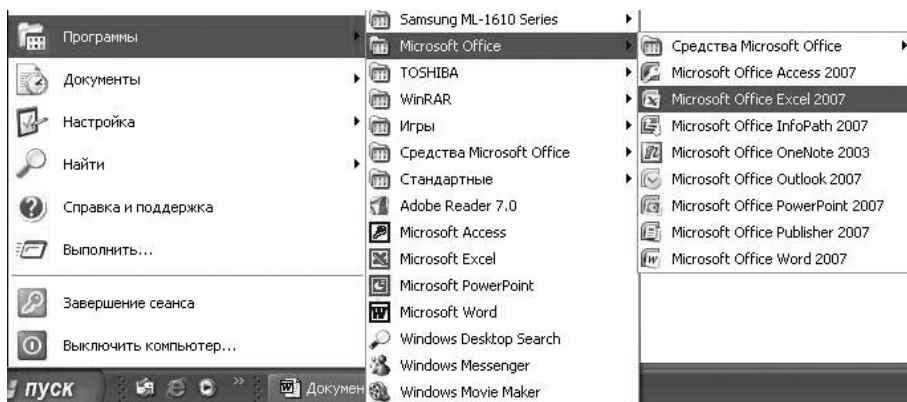 Программы
Документы
Настройка
Найти
Справка и поддержка
Выполнить...
Завершение сеанса
Выключить компьютер...
пуск
Докумен
Samsung ML-1610 Series
Microsoft Office
TOSHIBA
WinRAR
Игры
Средства Microsoft Office
Стандартные
Adobe Reader 7.0
Microsoft Access
Microsoft Excel
Microsoft PowerPoint
Microsoft Word
Windows Desktop Search
Windows Messenger
Windows Movie Maker
Средства Microsoft Office
Microsoft Office Access 2007
Microsoft Office Excel 2007
Microsoft Office InfoPath 2007
Microsoft Office OneNote 2003
Microsoft Office Outlook 2007
Microsoft Office PowerPoint 2007
Microsoft Office Publisher 2007
Microsoft Office Word 2007